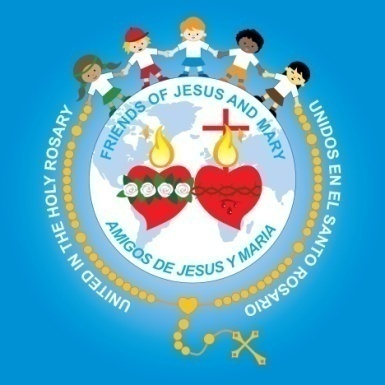 FRIENDS OF JESUS AND MARY
AMIGOS DE JESUS Y MARIA
UNITED IN THE HOLY ROSARY
UNIDOS EN EL SANTO ROSARIO